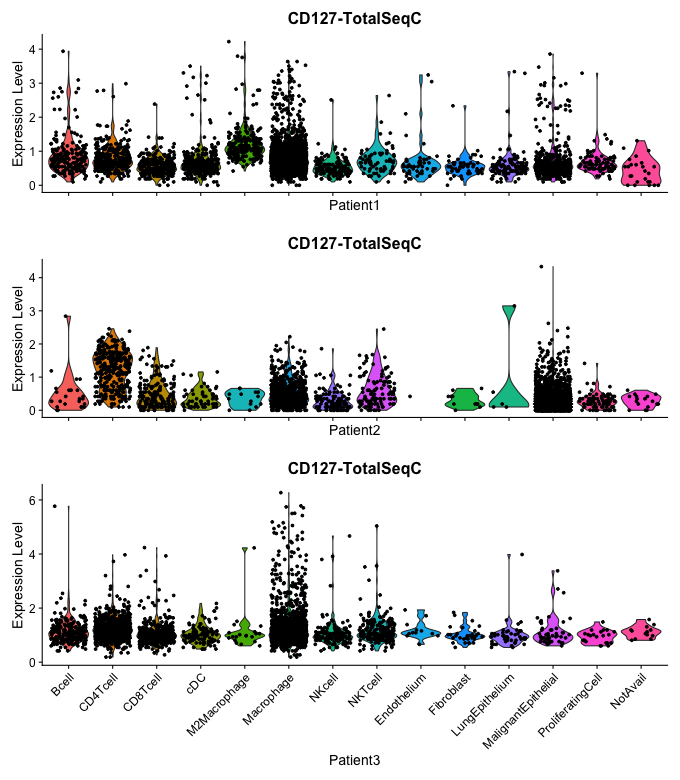 CD127-TotalSeqC
Expression Level
4
3
2
1
0
Patient1
CD127-TotalSeqC
Expression Level
4
3
2
1
0
Patient2
CD127-TotalSeqC
Expression Level
6
4
2
0
Bcell
CD4Tcell
CD8Tcell
cDC
M2Macrophage
Macrophage
NKcell
NKTcell
Endothelium
Fibroblast
LungEpithelium
MalignantEpithelial
ProliferatingCell
NotAvail
Patient3